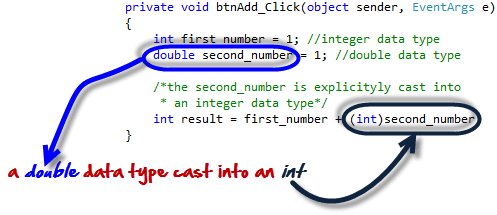 private void btnAdd_Click(object sender, EventArgs e)
{
int first_number = 1; //integer data type
double second_number = 1; //double data type
/*the second_number is explicityly cast into
* an integer data type*/
int result = first_number + (int)second_number
}
a double data type cast into an int